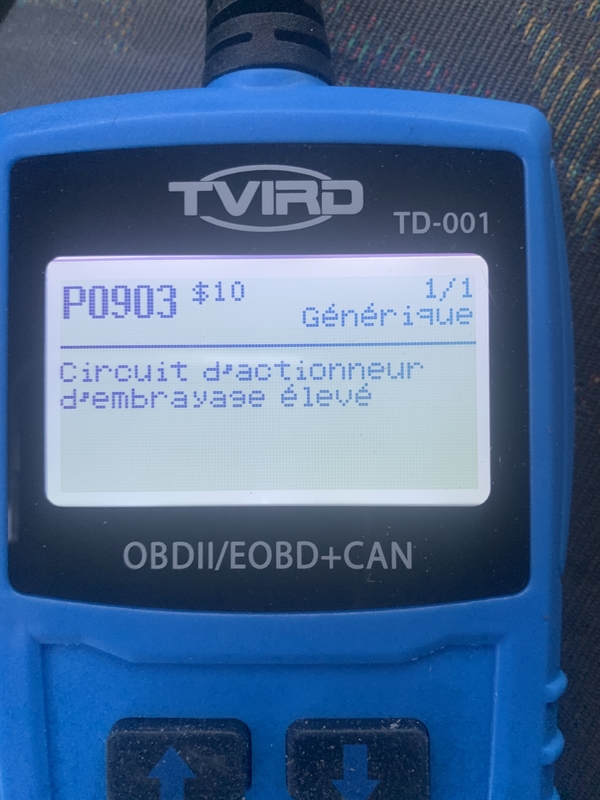 TVIRD
TD-001
P0903 $10 1/1
Générique
Circuit d'actionneur
d'embrayage élevé
OBDII/EOBD+CAN